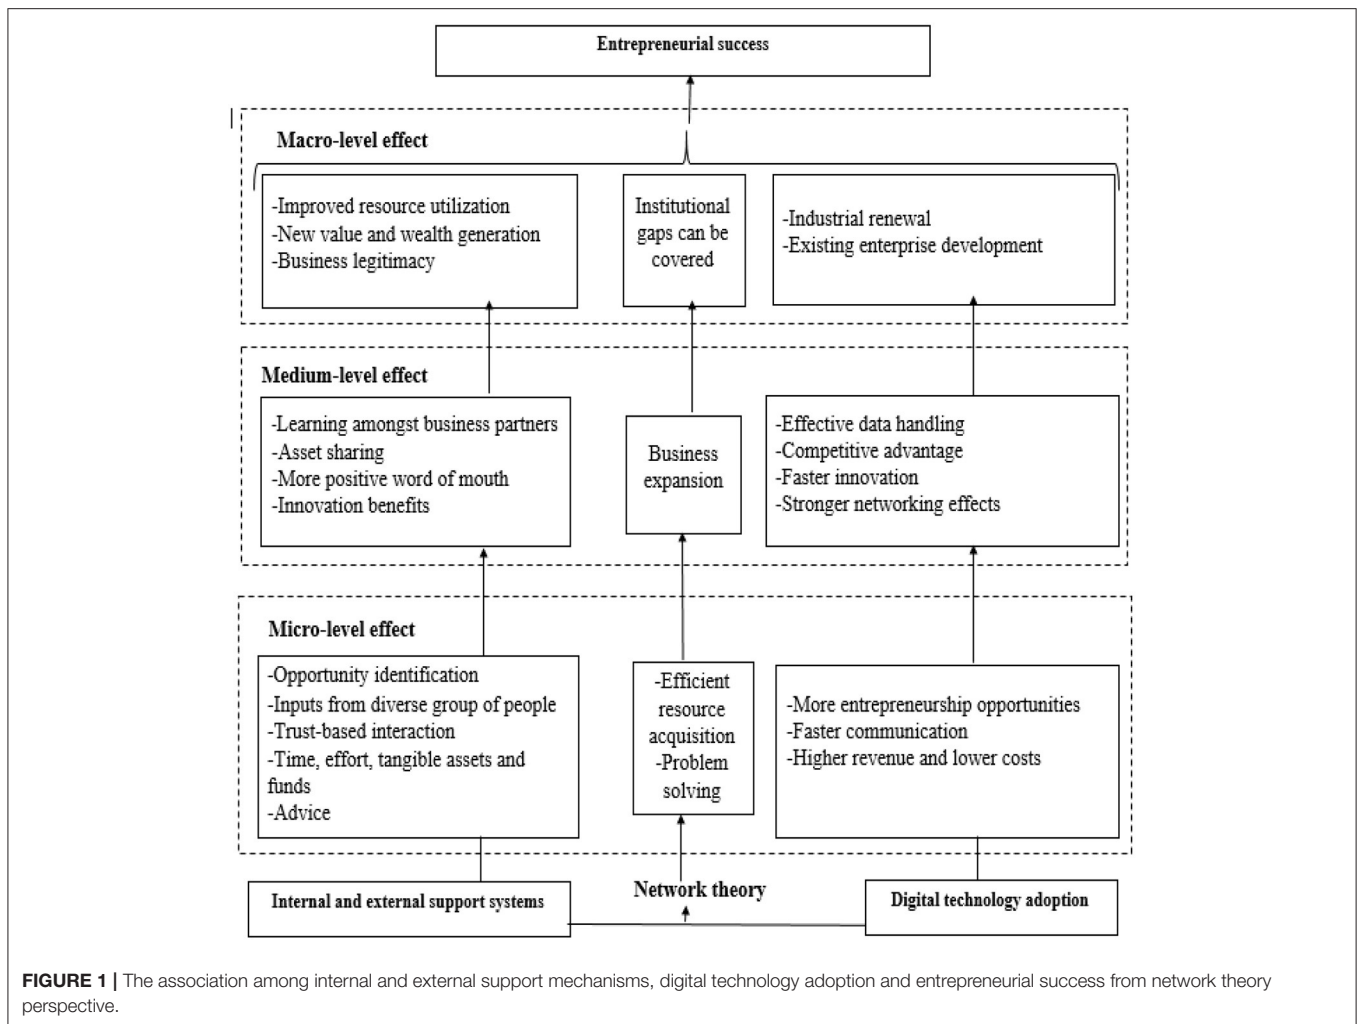 Entrepreneurial success
Macro-level effect
-Improved resource utilization
-New value and wealth generation
-Business legitimacy
Institutional
gaps can be
covered
-Industrial renewal
-Existing enterprise development
Medium-level effect
-Learning amongst business partners
-Asset sharing
-More positive word of mouth
-Innovation benefits
Business
expansion
-Effective data handling
-Competitive advantage
-Faster innovation
-Stronger networking effects
Micro-level effect
-Opportunity identification
-Inputs from diverse group of people
-Trust-based interaction
-Time, effort, tangible assets and
funds
-Advice
-Efficient
resource
acquisition
-Problem
solving
-More entrepreneurship opportunities
-Faster communication
-Higher revenue and lower costs
Internal and external support systems
Network theory
Digital technology adoption
FIGURE 1 | The association among internal and external support mechanisms, digital technology adoption and entrepreneurial success from network theory
perspective.